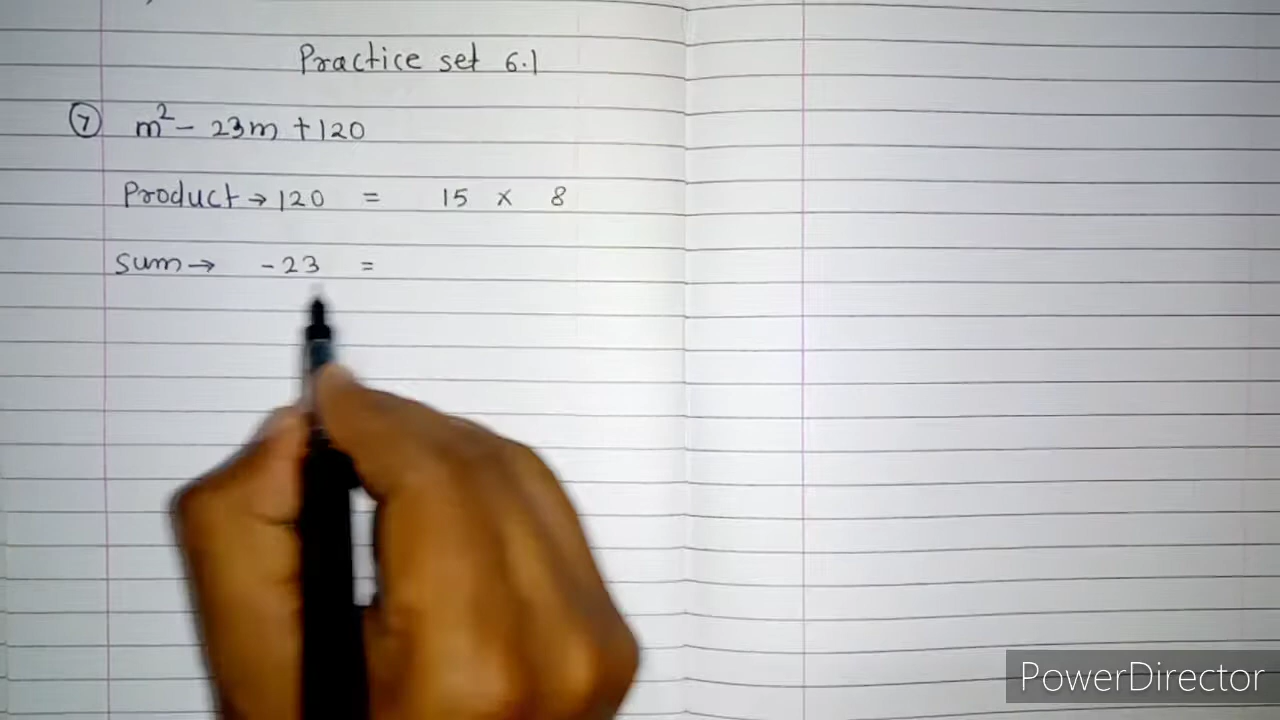 Practice set 6.1
7 m² - 23m + 120
Product → 120 = 15 x 8
Sum → - 23 =
PowerDirector